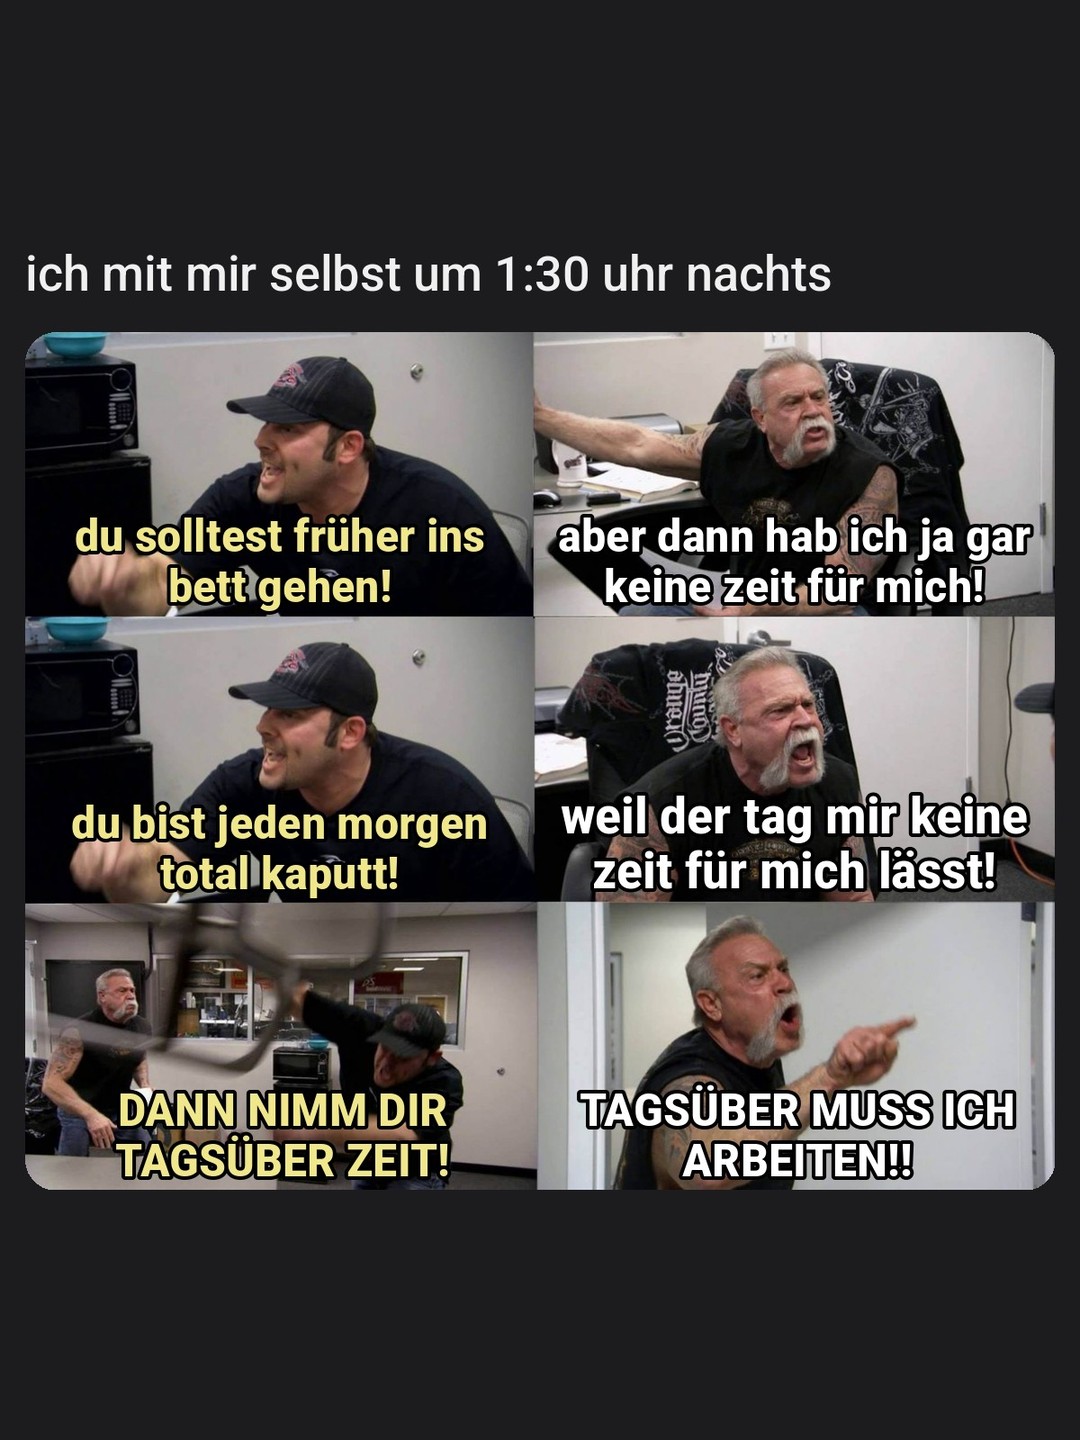 ich mit mir selbst um 1:30 uhr nachts
du solltest früher ins
bett gehen!
aber dann hab ich ja gar
keine zeit für mich!
Orange
County
du bist jeden morgen
total kaputt!
weil der tag mir keine
zeit für mich lässt!
DANN NIMM DIR
TAGSÜBER ZEIT!
TAGSÜBER MUSS ICH
ARBEITEN!!